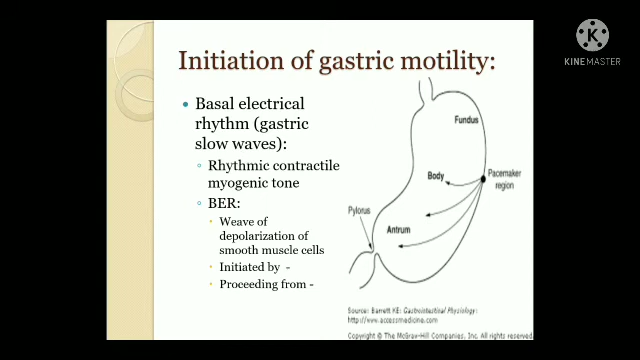 KINEMASTER
Initiation of gastric motility:
Basal electrical
rhythm (gastric
slow waves):
Rhythmic contractile
myogenic tone
BER:
Weave of
depolarization of
smooth muscle cells
Initiated by -
Proceeding from -
Fundus
Body
Pacemaker
region
Pylorus
Antrum
Source: Barrett KE: Gastrointestinal Physiology:
http://www.accessmedicine.com
Copyright © The McGraw-Hill Companies, Inc. All rights reserved